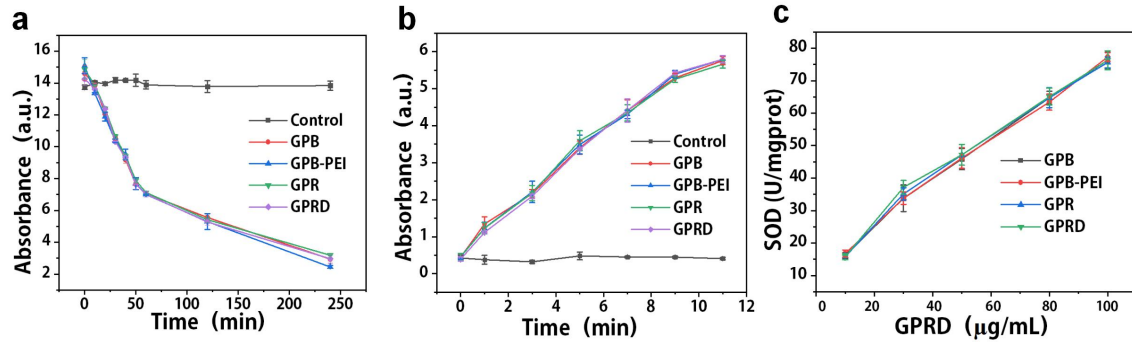 a
Absorbance (a.u.)
16
14
12
10
8
6
4
2
Control
GPB
GPB-PEI
GPR
GPRD
0 50 100 150 200 250
Time (min)
b
Absorbance (a.u.)
6
5
4
3
2
1
0
Control
GPB
GPB-PEI
GPR
GPRD
0 2 4 6 8 10 12
Time (min)
c
SOD (U/mgprot)
80
70
60
50
40
30
20
10
GPB
GPB-PEI
GPR
GPRD
0 20 40 60 80 100
GPRD (μg/mL)